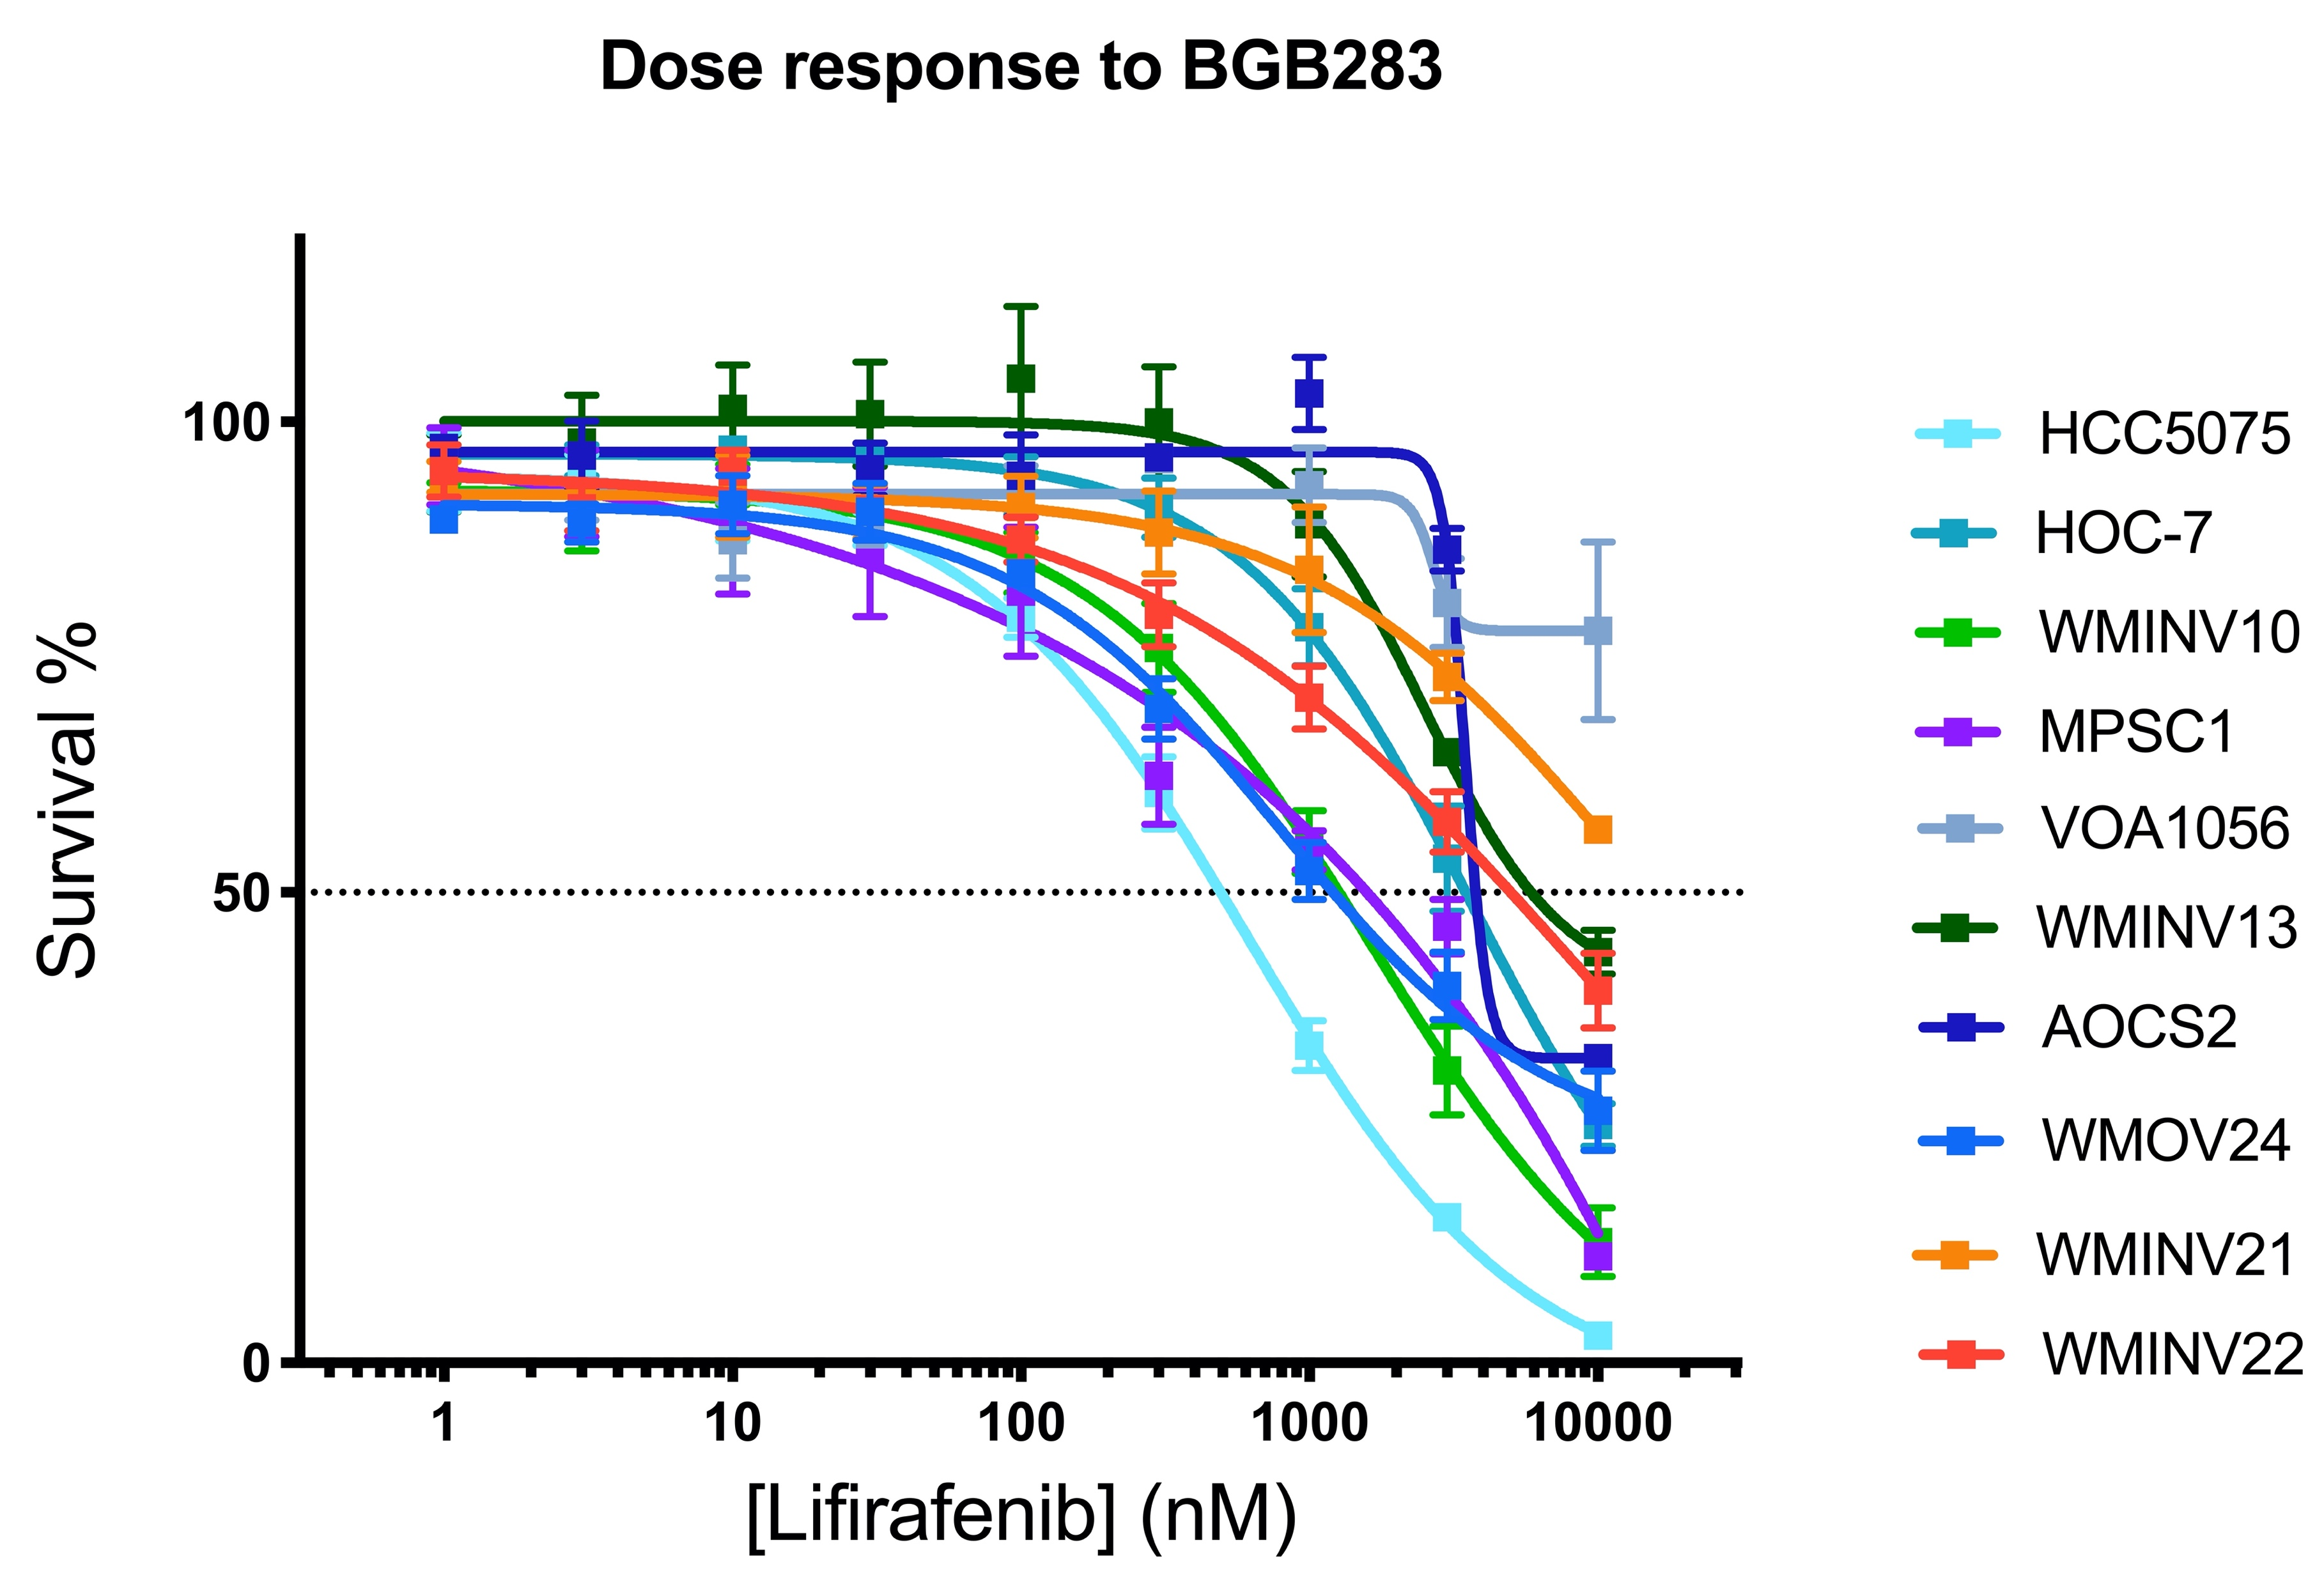 Dose response to BGB283
Survival %
100
50
0
1 10 100 1000 10000
[Lifirafenib] (nM)
HCC5075
HOC-7
WMINV10
MPSC1
VOA1056
WMINV13
AOCS2
WMOV24
WMINV21
WMINV22